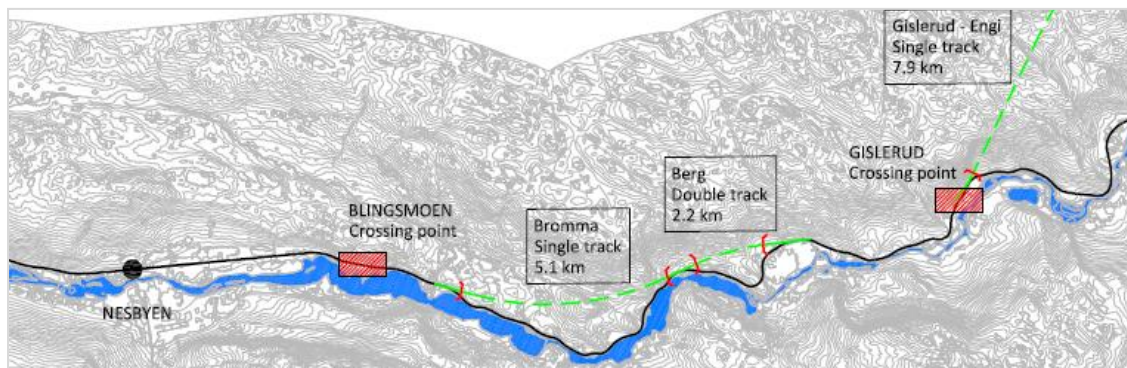 Gislerud - Engi
Single track
7.9 km
GISLERUD
Crossing point
Berg
Double track
2.2 km
BLINGSMOEN
Crossing point
Bromma
Single track
5.1 km
NESBYEN